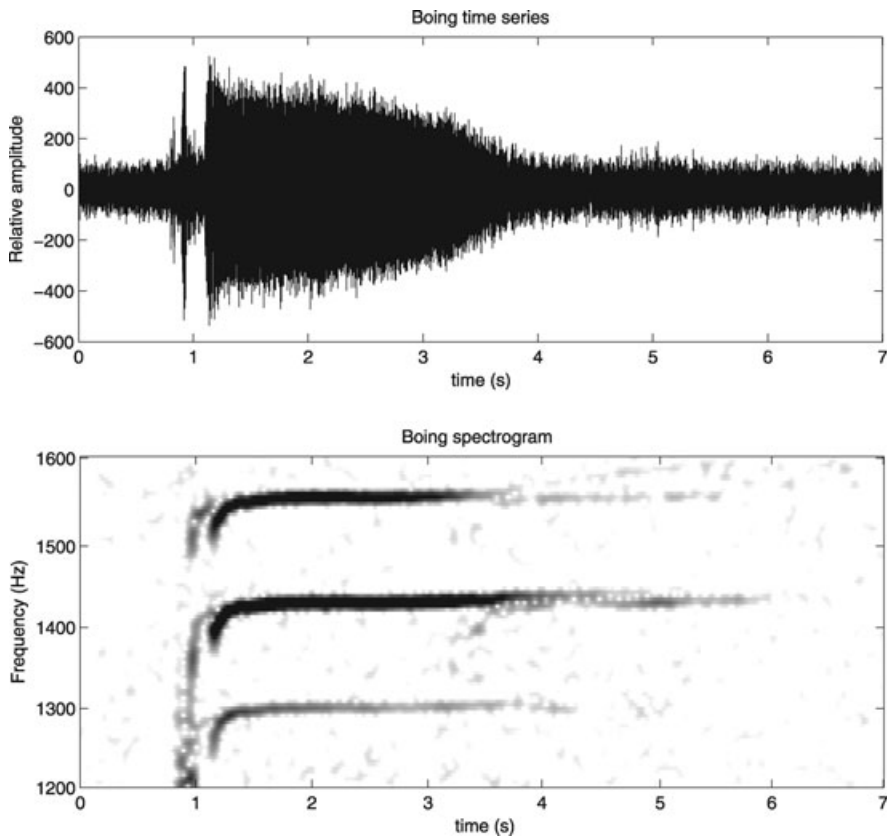 Boing time series
600
400
200
0
−200
−400
−600
Relative amplitude
0 1 2 3 4 5 6 7
time (s)
Boing spectrogram
1600
1500
1400
1300
1200
Frequency (Hz)
0 1 2 3 4 5 6 7
time (s)